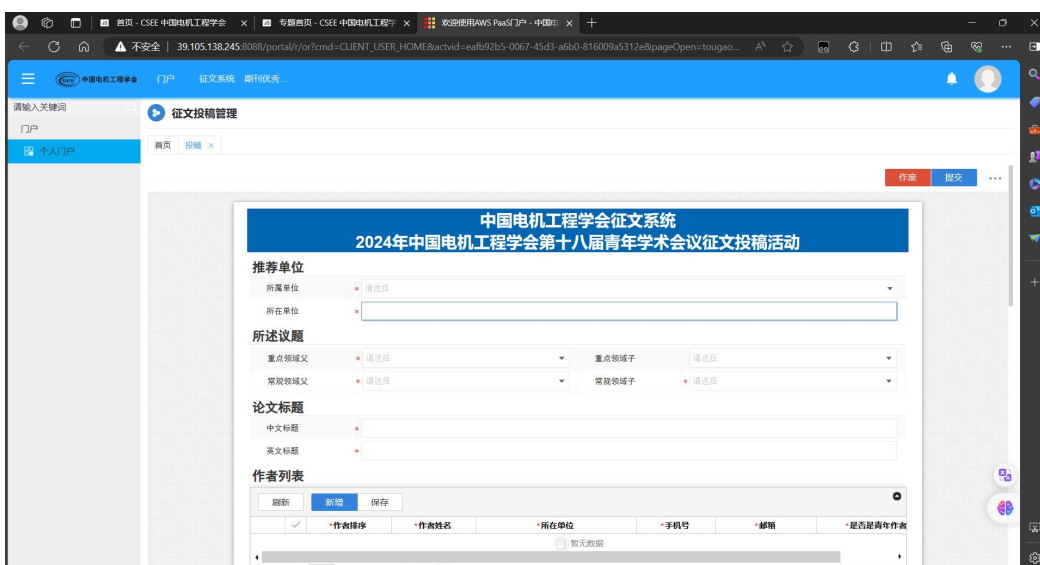 首页 - CSEE 中国电机工程学会
专题首页 - CSEE 中国电机工程学
欢迎使用AWS PaaS门户 - 中国电
不安全 39.105.138.245:8088/portal/r/or?cmd=CLIENT_USER_HOME&actvid=eafb92b5-0067-45d3-a6b0-816009a5312e&rpageOpen=tougao...
CSEE 中国电机工程学会 门户 征文系统 期刊优秀...
请输入关键词
门户
个人门户
征文投稿管理
首页 投稿 ×
作废 提交 ...
中国电机工程学会征文系统
2024年中国电机工程学会第十八届青年学术会议征文投稿活动
推荐单位
所属单位 * 请选择
所在单位 *
所述议题
重点领域父 * 请选择 重点领域子 请选择
常规领域父 * 请选择 常规领域子 * 请选择
论文标题
中文标题 *
英文标题 *
作者列表
刷新 新增 保存
*作者排序 *作者姓名 *所在单位 *手机号 *邮箱 *是否是青年作者
暂无数据